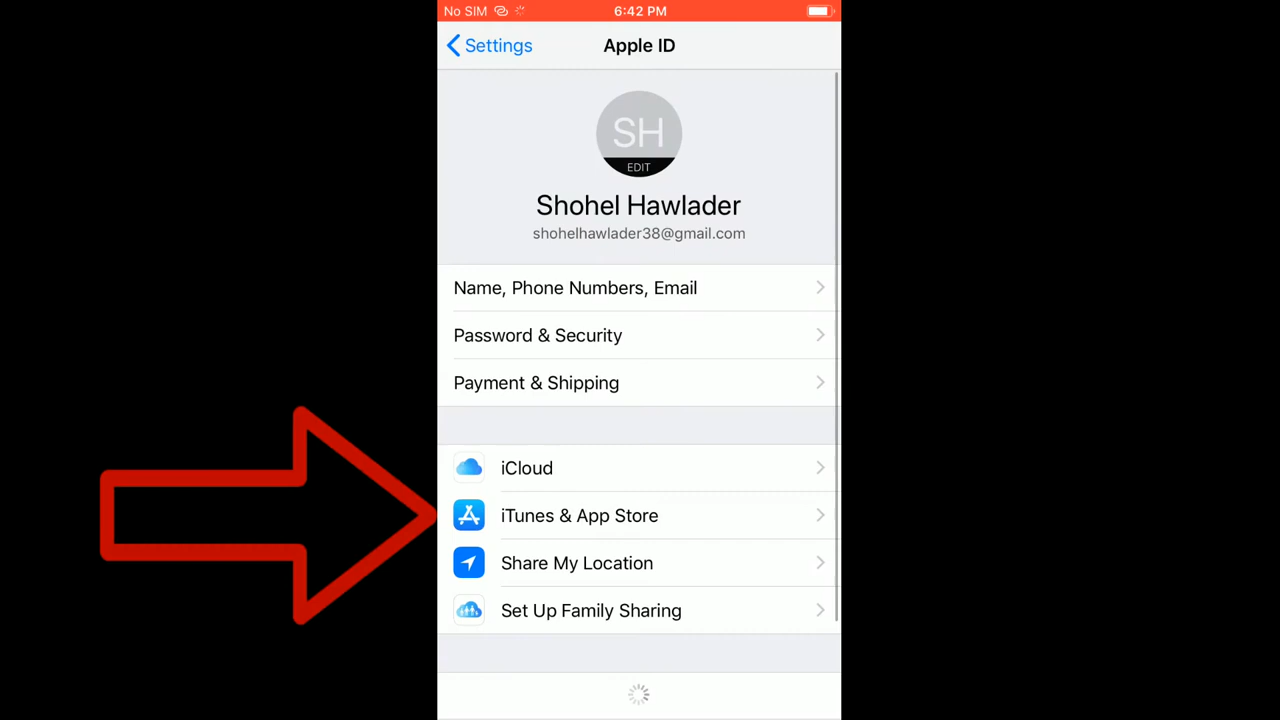 No SIM 6:42 PM
Settings Apple ID
SH
EDIT
Shohel Hawlader
shohelhawlader38@gmail.com
Name, Phone Numbers, Email
Password & Security
Payment & Shipping
iCloud
iTunes & App Store
Share My Location
Set Up Family Sharing